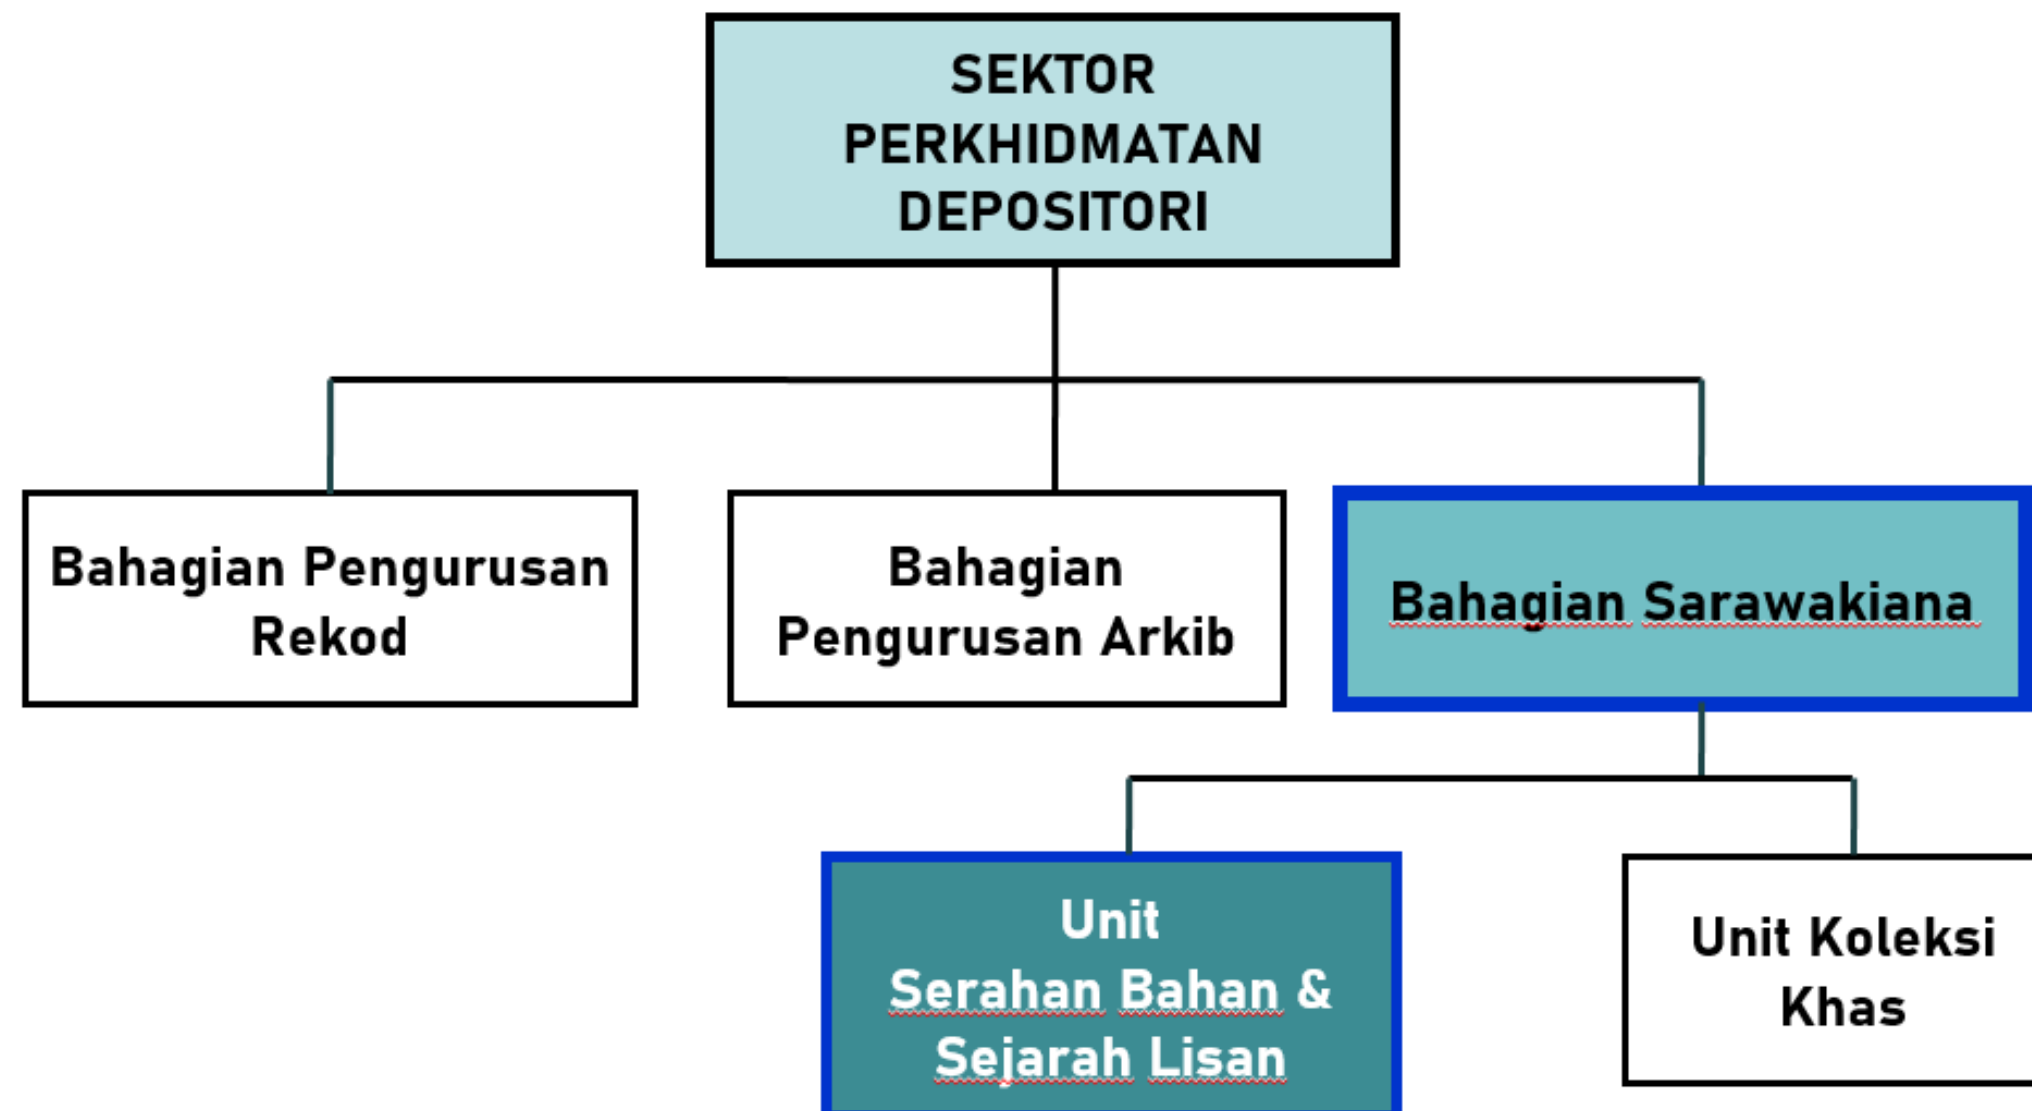 SEKTOR
PERKHIDMATAN
DEPOSITORI
Bahagian Pengurusan
Rekod
Bahagian
Pengurusan Arkib
Bahagian Sarawakiana
Unit
Serahan Bahan &
Sejarah Lisan
Unit Koleksi
Khas